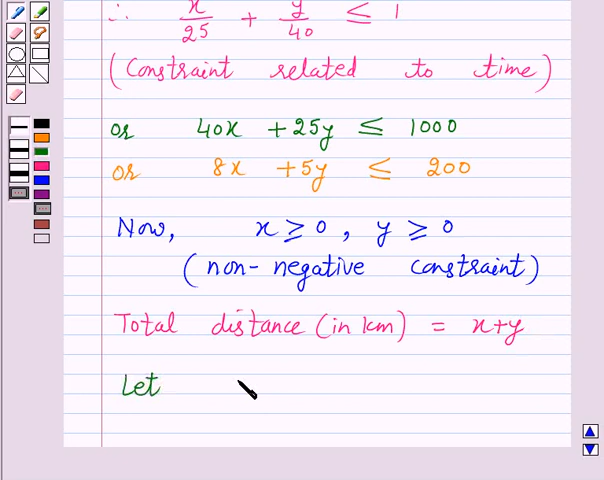 ∴ x/25 + y/40 ≤ 1
(Constraint related to time)
or 40x + 25y ≤ 1000
or 8x + 5y ≤ 200
Now, x ≥ 0, y ≥ 0
(non-negative constraint)
Total distance (in km) = x+y
Let